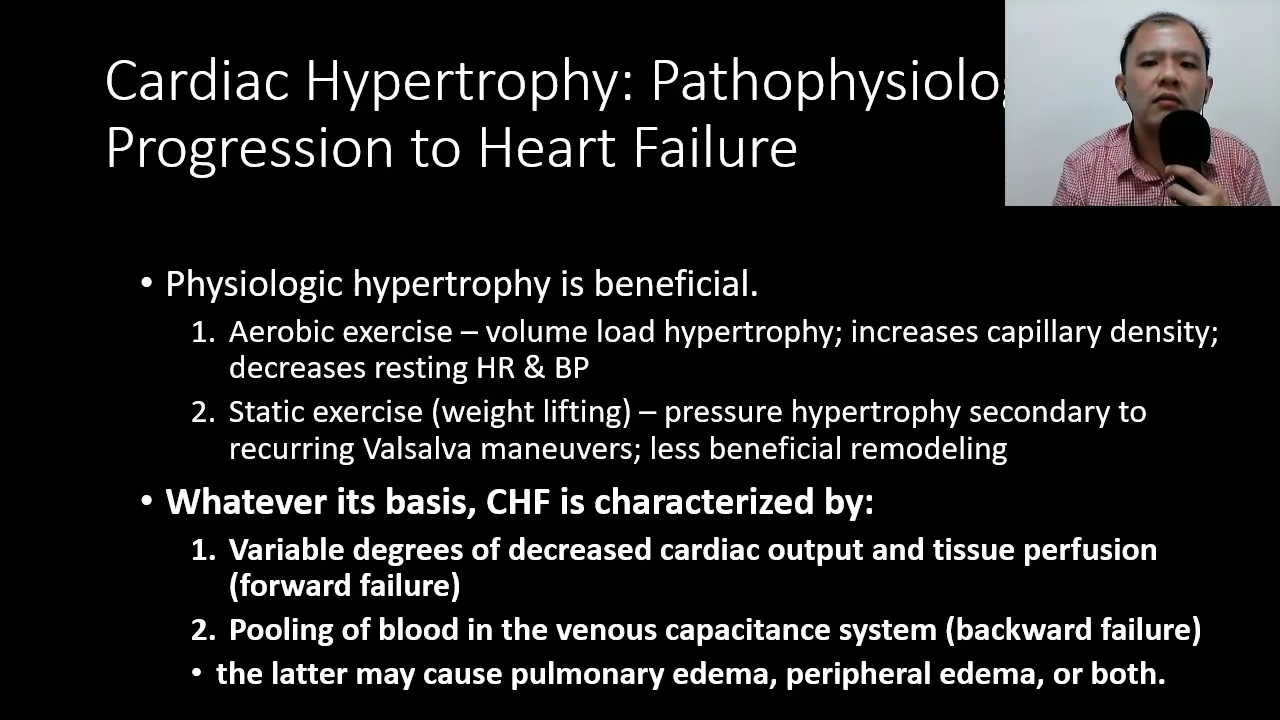 Cardiac Hypertrophy:
Progression to Heart Failure
• Physiologic hypertrophy is beneficial.
1. Aerobic exercise – volume load hypertrophy; increases capillary density;
decreases resting HR & BP
2. Static exercise (weight lifting) – pressure hypertrophy secondary to
recurring Valsalva maneuvers; less beneficial remodeling
• Whatever its basis, CHF is characterized by:
1. Variable degrees of decreased cardiac output and tissue perfusion
(forward failure)
2. Pooling of blood in the venous capacitance system (backward failure)
• the latter may cause pulmonary edema, peripheral edema, or both.